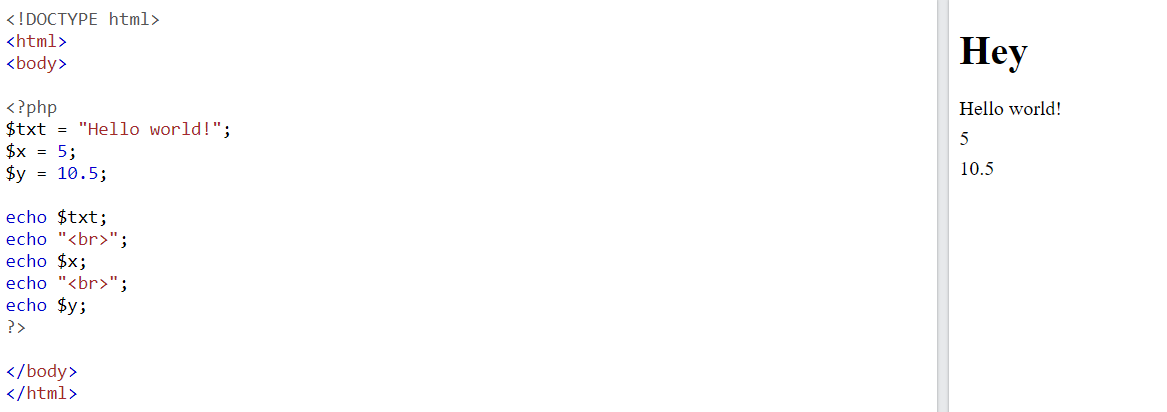 <!DOCTYPE html>
<html>
<body>
<?php
$txt = "Hello world!";
$x = 5;
$y = 10.5;
echo $txt;
echo "<br>";
echo $x;
echo "<br>";
echo $y;
?>
</body>
</html>
Hey
Hello world!
5
10.5